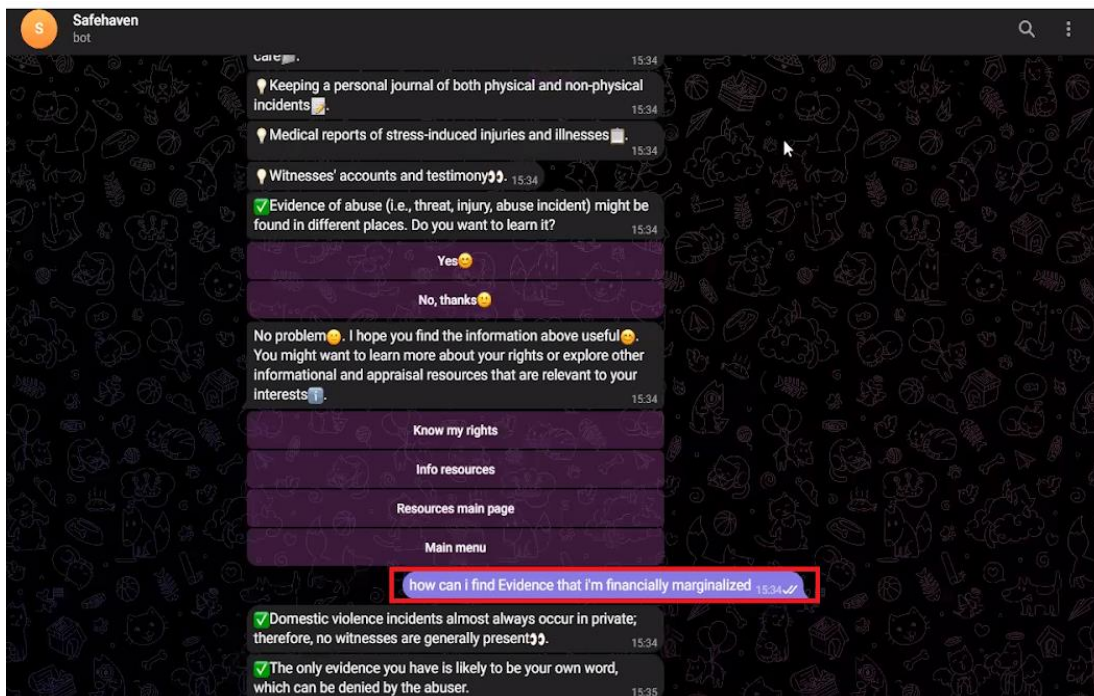 S
Safehaven
bot
care🗃️.
15:34
💡Keeping a personal journal of both physical and non-physical
incidents📝.
15:34
💡Medical reports of stress-induced injuries and illnesses📋.
15:34
💡Witnesses' accounts and testimony👀. 15:34
✅Evidence of abuse (i.e., threat, injury, abuse incident) might be
found in different places. Do you want to learn it?
15:34
Yes😊
No, thanks🙂
No problem😊. I hope you find the information above useful😊.
You might want to learn more about your rights or explore other
informational and appraisal resources that are relevant to your
interestsℹ️.
15:34
Know my rights
Info resources
Resources main page
Main menu
how can i find Evidence that i'm financially marginalized 15:34
✅Domestic violence incidents almost always occur in private;
therefore, no witnesses are generally present👀.
15:34
✅The only evidence you have is likely to be your own word,
which can be denied by the abuser.
15:35